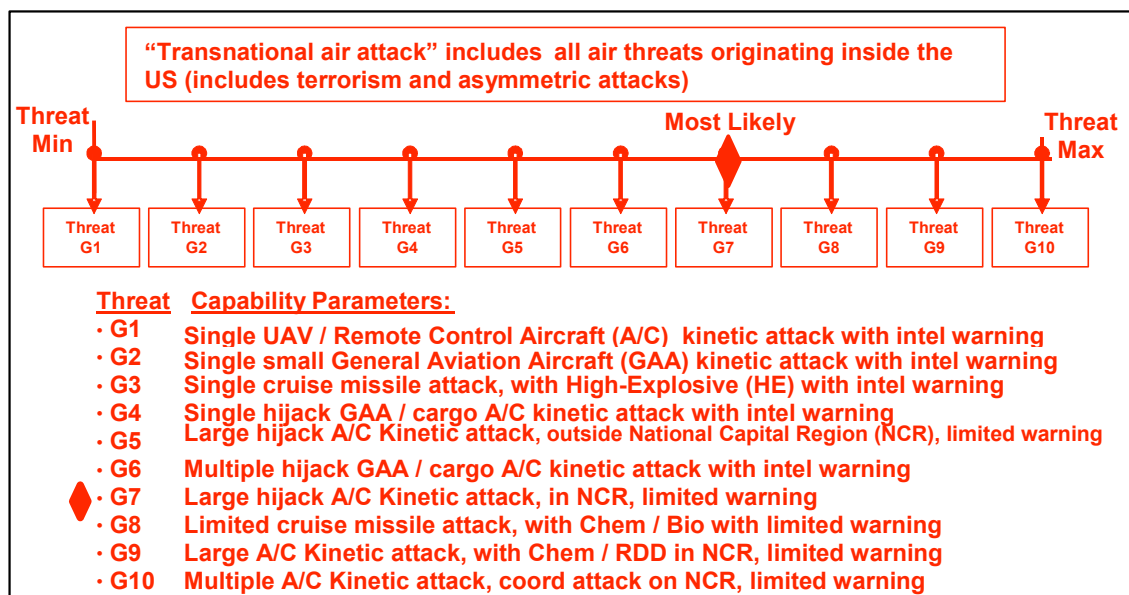 “Transnational air attack” includes all air threats originating inside the
US (includes terrorism and asymmetric attacks)
Threat
Min
Most Likely
Threat
Max
Threat
G1
Threat
G2
Threat
G3
Threat
G4
Threat
G5
Threat
G6
Threat
G7
Threat
G8
Threat
G9
Threat
G10
Threat Capability Parameters:
· G1 Single UAV / Remote Control Aircraft (A/C) kinetic attack with intel warning
· G2 Single small General Aviation Aircraft (GAA) kinetic attack with intel warning
· G3 Single cruise missile attack, with High-Explosive (HE) with intel warning
· G4 Single hijack GAA / cargo A/C kinetic attack with intel warning
· G5 Large hijack A/C Kinetic attack, outside National Capital Region (NCR), limited warning
· G6 Multiple hijack GAA / cargo A/C kinetic attack with intel warning
· G7 Large hijack A/C Kinetic attack, in NCR, limited warning
· G8 Limited cruise missile attack, with Chem / Bio with limited warning
· G9 Large A/C Kinetic attack, with Chem / RDD in NCR, limited warning
· G10 Multiple A/C Kinetic attack, coord attack on NCR, limited warning